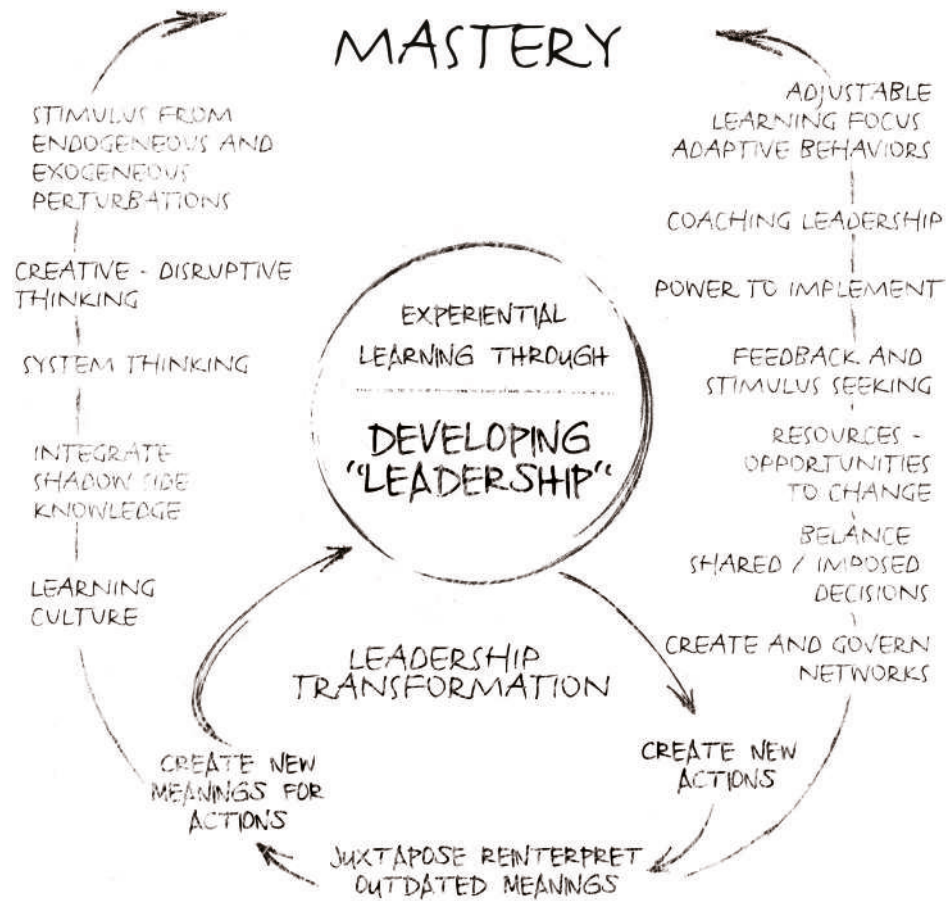 MASTERY
STIMULUS FROM
ENDOGENEOUS AND
EXOGENEOUS
PERTURBATIONS
CREATIVE - DISRUPTIVE
THINKING
SYSTEM THINKING
INTEGRATE
SHADOW SIDE
KNOWLEDGE
LEARNING
CULTURE
EXPERIENTIAL
LEARNING THROUGH
DEVELOPING
"LEADERSHIP"
LEADERSHIP
TRANSFORMATION
ADJUSTABLE
LEARNING FOCUS
ADAPTIVE BEHAVIORS
COACHING LEADERSHIP
POWER TO IMPLEMENT
FEEDBACK AND
STIMULUS SEEKING
RESOURCES -
OPPORTUNITIES
TO CHANGE
BELANCE
SHARED / IMPOSED
DECISIONS
CREATE AND GOVERN
NETWORKS
CREATE NEW
ACTIONS
JUXTAPOSE REINTERPRET
OUTDATED MEANINGS
CREATE NEW
MEANINGS FOR
ACTIONS